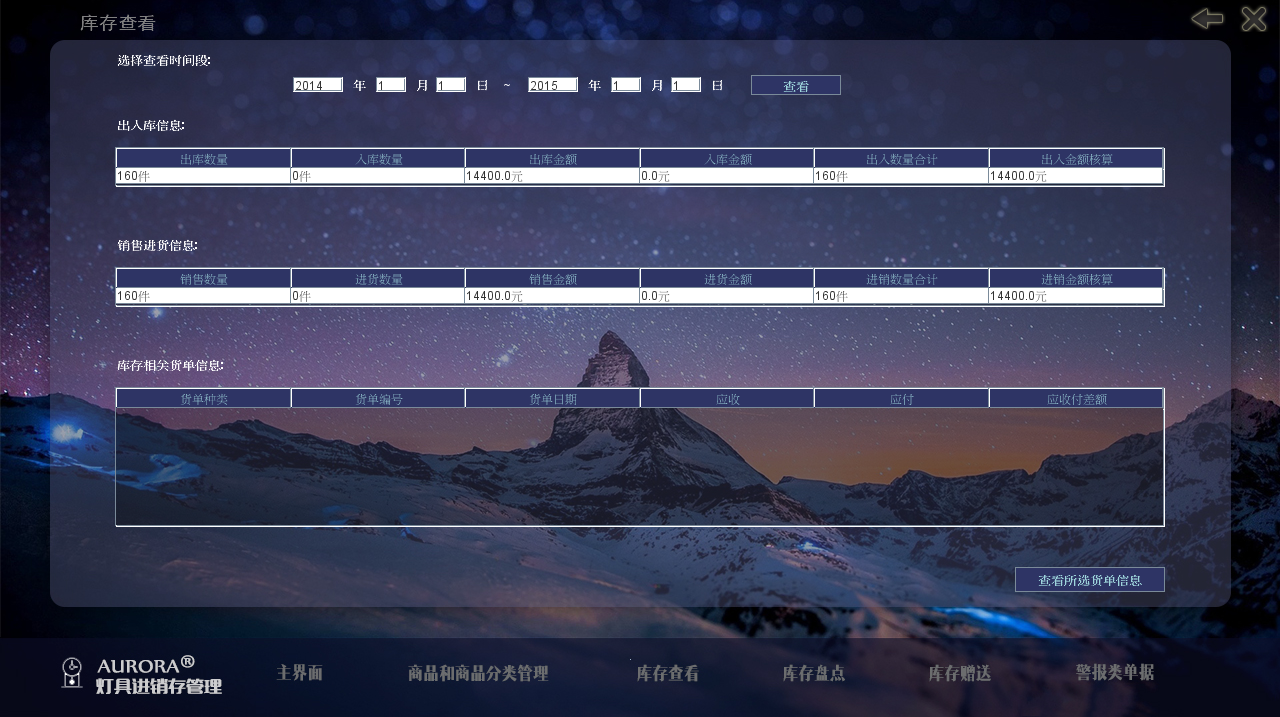 库存查看
选择查看时间段:
2014 年 1 月 1 日 ~ 2015 年 1 月 1 日 查看
出入库信息:
出库数量 入库数量 出库金额 入库金额 出入数量合计 出入金额核算
160件 0件 14400.0元 0.0元 160件 14400.0元
销售进货信息:
销售数量 进货数量 销售金额 进货金额 进销数量合计 进销金额核算
160件 0件 14400.0元 0.0元 160件 14400.0元
库存相关货单信息:
货单种类 货单编号 货单日期 应收 应付 应收付差额
查看所选货单信息
AURORA®
灯具进销存管理
主界面 商品和商品分类管理 库存查看 库存盘点 库存赠送 警报类单据